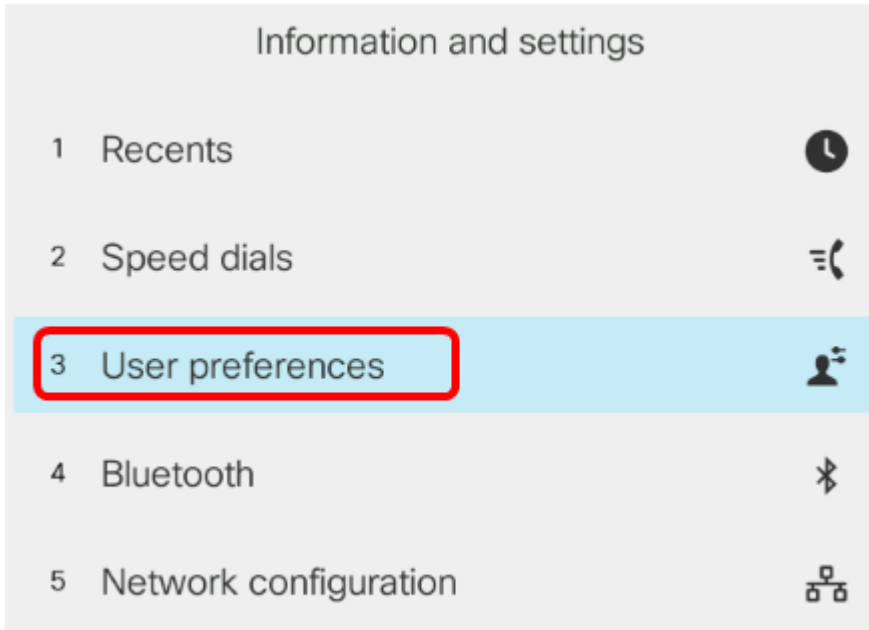 Information and settings
1 Recents
2 Speed dials
3 User preferences
4 Bluetooth
5 Network configuration